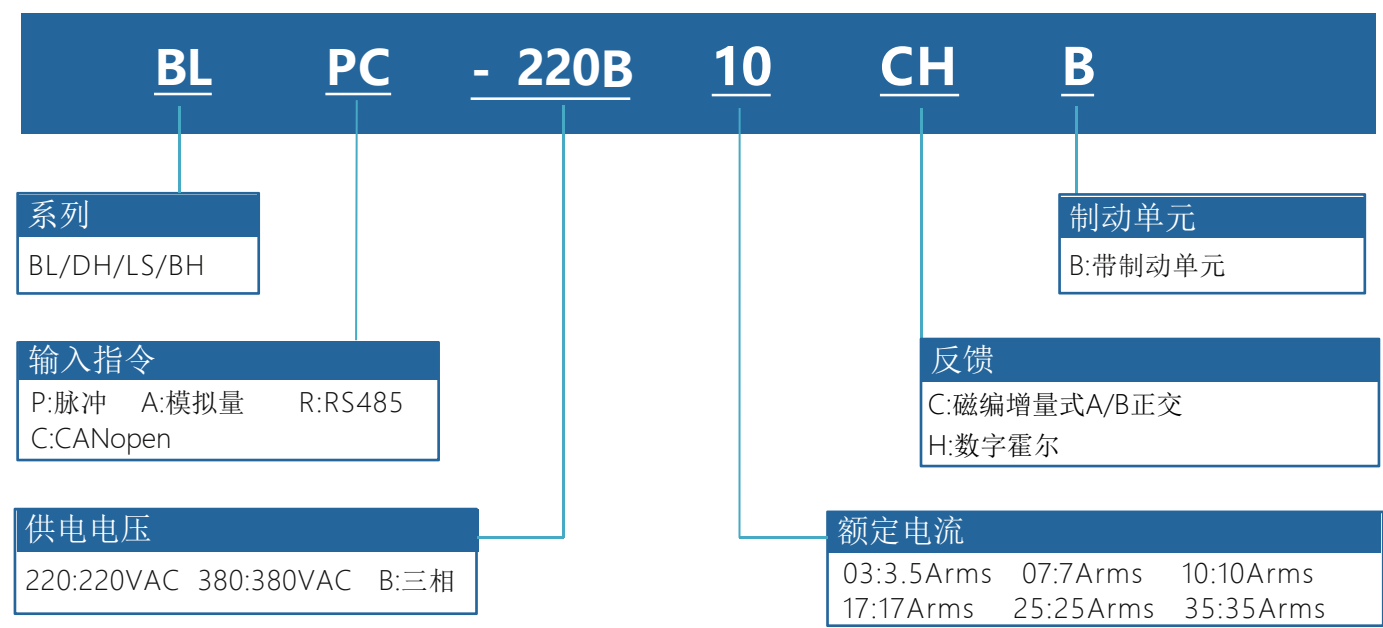 BL PC - 220B 10 CH B
系列
BL/DH/LS/BH
制动单元
B:带制动单元
输入指令
P:脉冲 A:模拟量 R:RS485
C:CANopen
反馈
C:磁编增量式A/B正交
H:数字霍尔
供电电压
220:220VAC 380:380VAC B:三相
额定电流
03:3.5Arms 07:7Arms 10:10Arms
17:17Arms 25:25Arms 35:35Arms